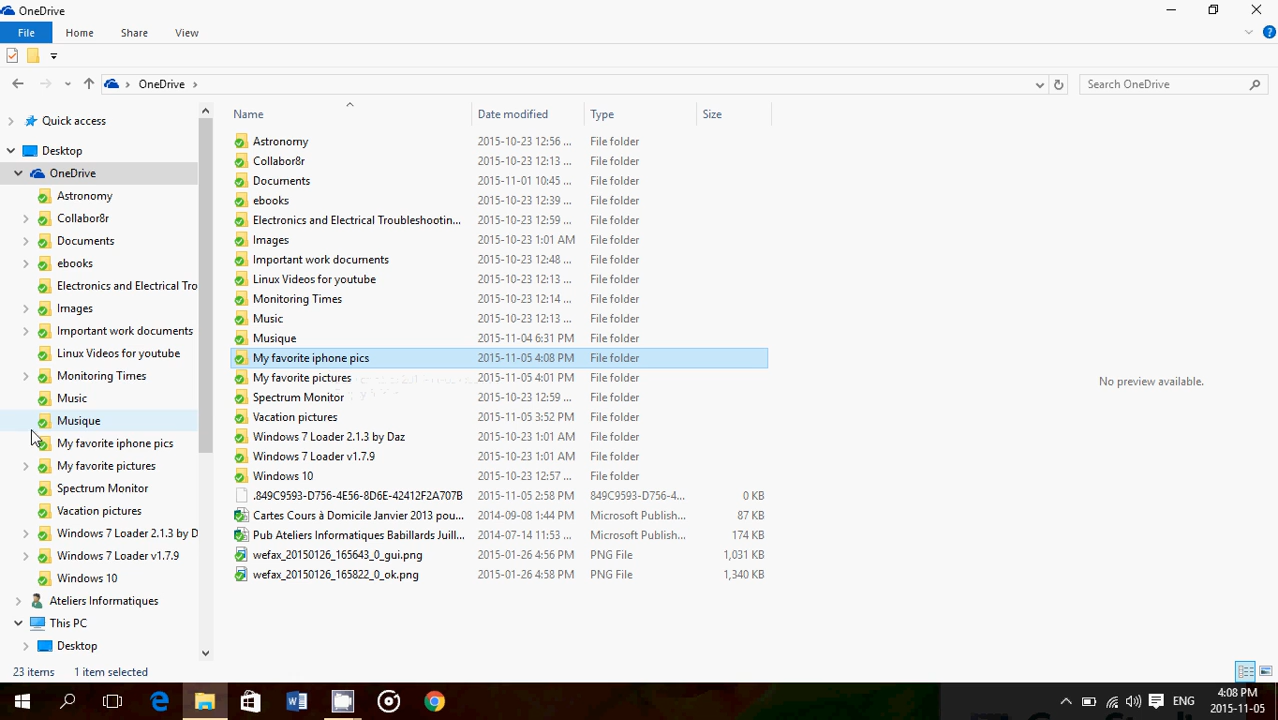 OneDrive
File Home Share View
OneDrive
Search OneDrive
Quick access
Desktop
OneDrive
Astronomy
Collabor8r
Documents
ebooks
Electronics and Electrical Tro
Images
Important work documents
Linux Videos for youtube
Monitoring Times
Music
Musique
My favorite iphone pics
My favorite pictures
Spectrum Monitor
Vacation pictures
Windows 7 Loader 2.1.3 by D
Windows 7 Loader v1.7.9
Windows 10
Ateliers Informatiques
This PC
Desktop
Name Date modified Type Size
Astronomy 2015-10-23 12:56 ... File folder
Collabor8r 2015-10-23 12:13 ... File folder
Documents 2015-11-01 10:45 ... File folder
ebooks 2015-10-23 12:39 ... File folder
Electronics and Electrical Troubleshootin... 2015-10-23 12:59 ... File folder
Images 2015-10-23 1:01 AM File folder
Important work documents 2015-10-23 12:48 ... File folder
Linux Videos for youtube 2015-10-23 12:13 ... File folder
Monitoring Times 2015-10-23 12:14 ... File folder
Music 2015-10-23 12:13 ... File folder
Musique 2015-11-04 6:31 PM File folder
My favorite iphone pics 2015-11-05 4:08 PM File folder
My favorite pictures 2015-11-05 4:01 PM File folder
Spectrum Monitor 2015-10-23 12:59 ... File folder
Vacation pictures 2015-11-05 3:52 PM File folder
Windows 7 Loader 2.1.3 by Daz 2015-10-23 1:01 AM File folder
Windows 7 Loader v1.7.9 2015-10-23 1:01 AM File folder
Windows 10 2015-10-23 12:57 ... File folder
.849C9593-D756-4E56-8D6E-42412F2A707B 2015-11-05 2:58 PM 849C9593-D756-4... 0 KB
Cartes Cours à Domicile Janvier 2013 pou... 2014-09-08 1:44 PM Microsoft Publish... 87 KB
Pub Ateliers Informatiques Babillards Juill... 2014-07-14 11:53 ... Microsoft Publish... 174 KB
wefax_20150126_165643_0_gui.png 2015-01-26 4:56 PM PNG File 1,031 KB
wefax_20150126_165822_0_ok.png 2015-01-26 4:58 PM PNG File 1,340 KB
No preview available.
23 items 1 item selected
ENG
4:08 PM
2015-11-05